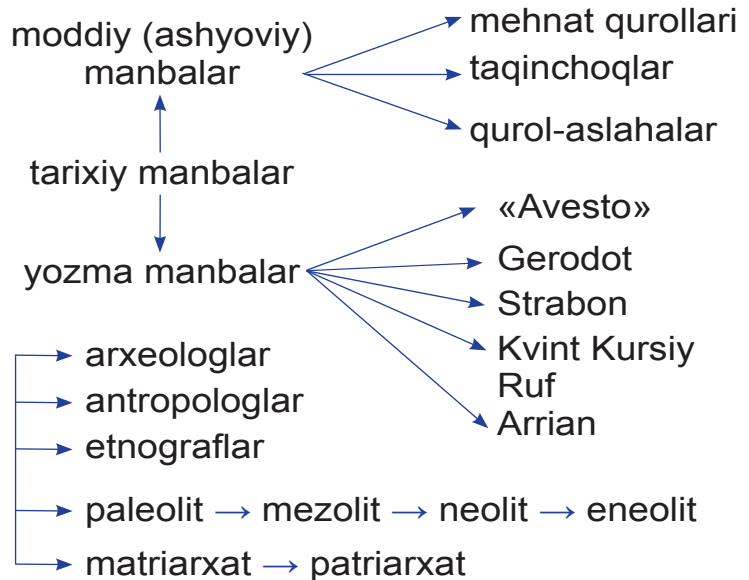 moddiy (ashyoviy)
manbalar
mehnat qurollari
taqinchoqlar
qurol-aslahalar
tarixiy manbalar
yozma manbalar
«Avesto»
Gerodot
Strabon
Kvint Kursiy
Ruf
Arrian
arxeologlar
antropologlar
etnograflar
paleolit → mezolit → neolit → eneolit
matriarxat → patriarxat